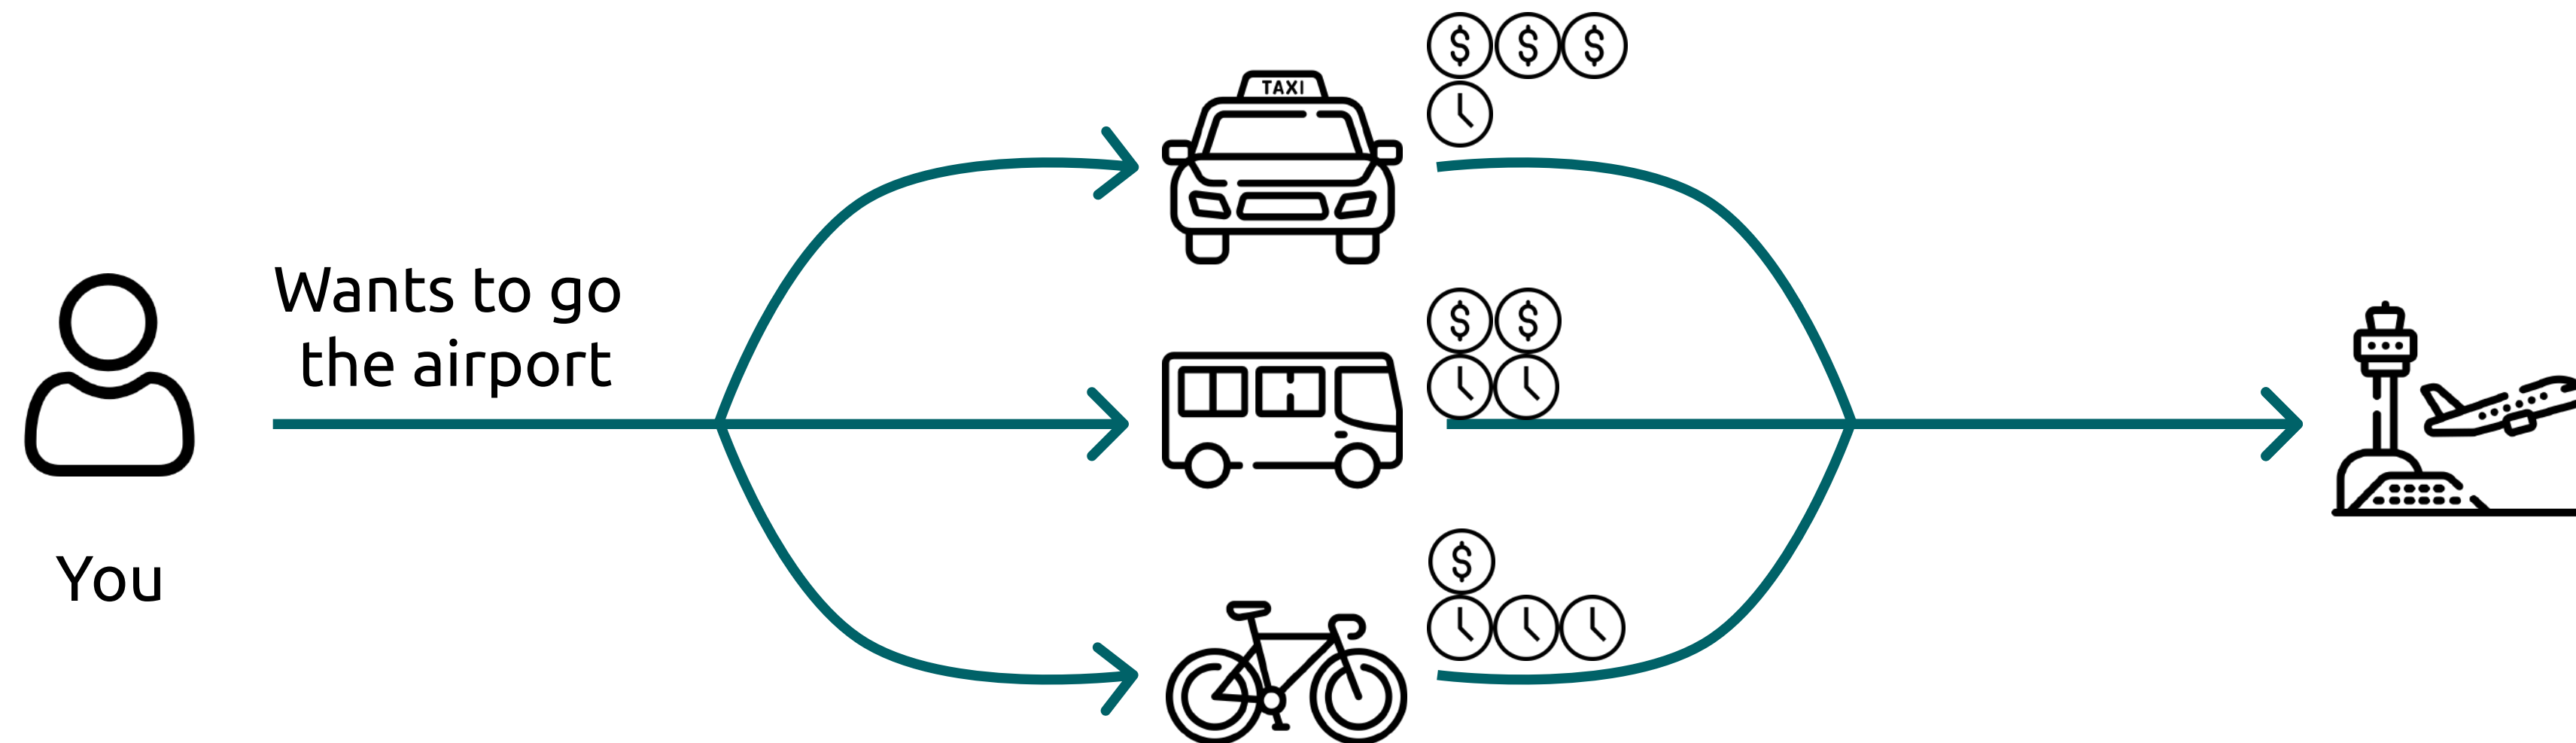 TAXI
$ $ $
Wants to go
the airport
$ $
You
$